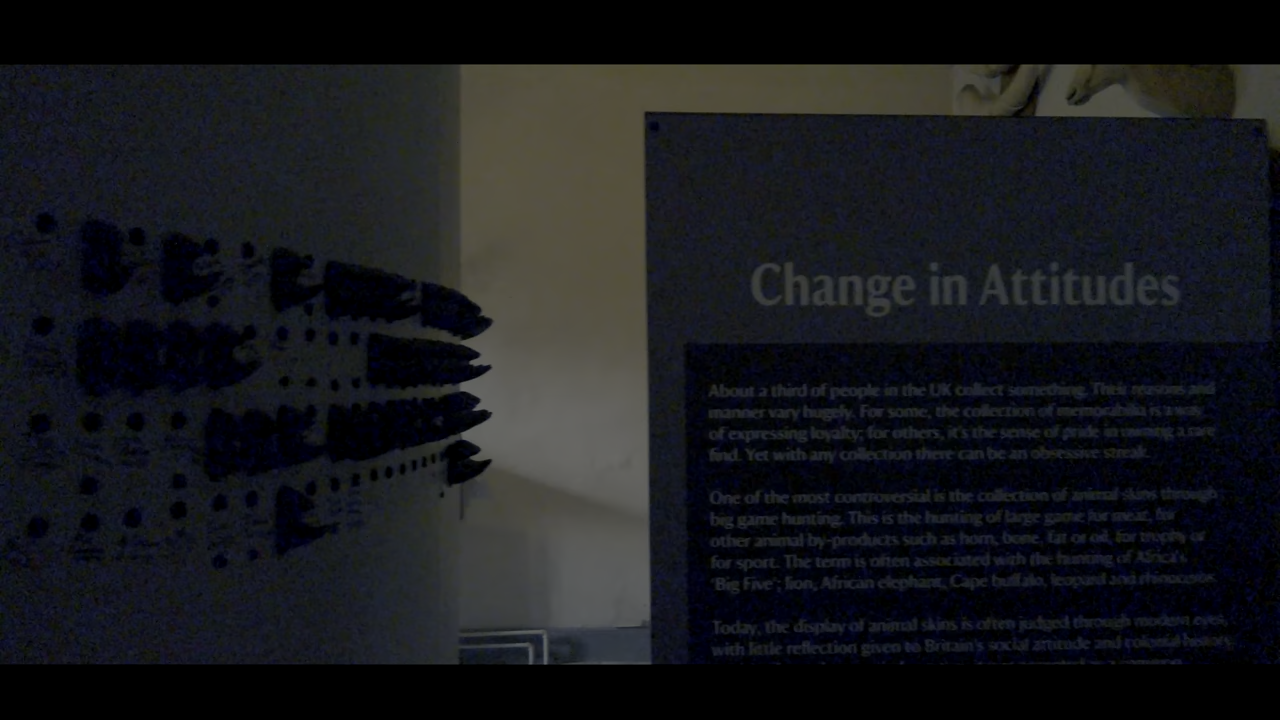 Change in Attitudes
About a third of people in the UK collect something. Their reasons and
manner vary hugely. For some, the collection of memorabilia is a way
of expressing loyalty; for others, it's the sense of pride in owning a rare
find. Yet with any collection there can be an obsessive streak.
One of the most controversial is the collection of animal skins through
big game hunting. This is the hunting of large game for meat, for
other animal by-products such as horn, bone, fat or oil, for trophy or
for sport. The term is often associated with the hunting of Africa's
'Big Five'; lion, African elephant, Cape buffalo, leopard and rhinoceros.
Today, the display of animal skins is often judged through modern eyes,
with little reflection given to Britain's social attitude and colonial history.